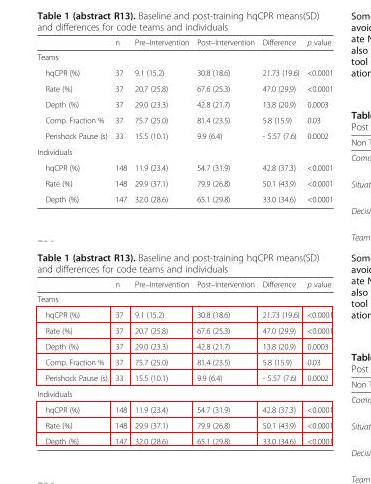 Table 1 (abstract R13). Baseline and post-training hqCPR means(SD)
and differences for code teams and individuals
n Pre–Intervention Post–Intervention Difference p value
Teams
hqCPR (%) 37 9.1 (15.2) 30.8 (18.6) 21.73 (19.6) <0.0001
Rate (%) 37 20.7 (25.8) 67.6 (25.3) 47.0 (29.9) <0.0001
Depth (%) 37 29.0 (23.3) 42.8 (21.7) 13.8 (20.9) 0.0003
Comp. Fraction % 37 75.7 (25.0) 81.4 (23.5) 5.8 (15.9) 0.03
Perishock Pause (s) 33 15.5 (10.1) 9.9 (6.4) - 5.57 (7.6) 0.0002
Individuals
hqCPR (%) 148 11.9 (23.4) 54.7 (31.9) 42.8 (37.3) <0.0001
Rate (%) 148 29.9 (37.1) 79.9 (26.8) 50.1 (43.9) <0.0001
Depth (%) 147 32.0 (28.6) 65.1 (29.8) 33.0 (34.6) <0.0001
Som
avoid
ate N
also
tool
ation
Tabl
Post
Non T
Comm
Situat
Decis
Team
Table 1 (abstract R13). Baseline and post-training hqCPR means(SD)
and differences for code teams and individuals
n Pre–Intervention Post–Intervention Difference p value
Teams
hqCPR (%) 37 9.1 (15.2) 30.8 (18.6) 21.73 (19.6) <0.0001
Rate (%) 37 20.7 (25.8) 67.6 (25.3) 47.0 (29.9) <0.0001
Depth (%) 37 29.0 (23.3) 42.8 (21.7) 13.8 (20.9) 0.0003
Comp. Fraction % 37 75.7 (25.0) 81.4 (23.5) 5.8 (15.9) 0.03
Perishock Pause (s) 33 15.5 (10.1) 9.9 (6.4) - 5.57 (7.6) 0.0002
Individuals
hqCPR (%) 148 11.9 (23.4) 54.7 (31.9) 42.8 (37.3) <0.0001
Rate (%) 148 29.9 (37.1) 79.9 (26.8) 50.1 (43.9) <0.0001
Depth (%) 147 32.0 (28.6) 65.1 (29.8) 33.0 (34.6) <0.0001
Som
avoid
ate N
also
tool
ation
Tabl
Post
Non T
Comm
Situat
Decis
Team